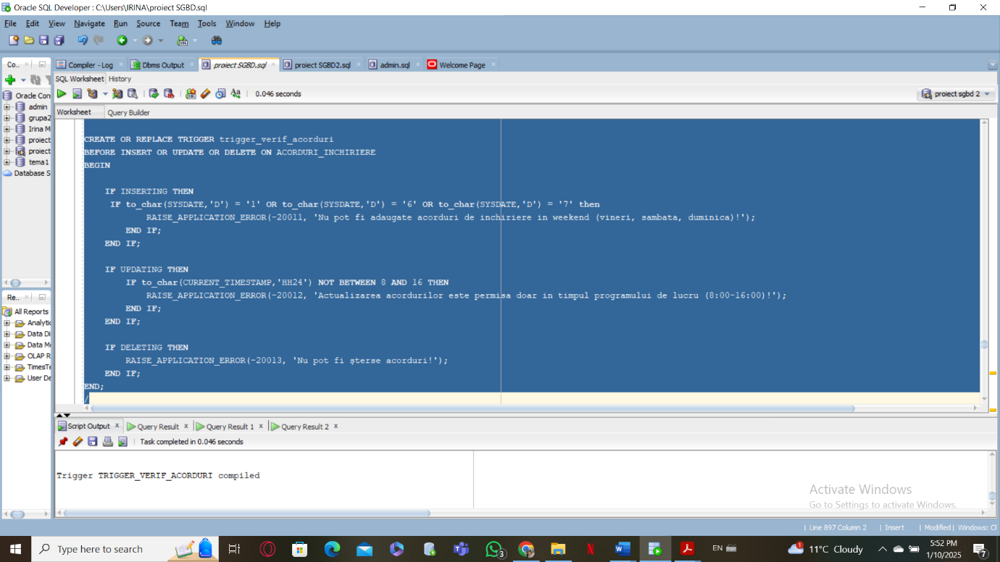 Oracle SQL Developer : C:\Users\IRINA\proiect SGBD.sql
File Edit View Navigate Run Source Team Tools Window Help
Co..
Compiler - Log
Dbms Output
proiect SGBD.sql
proiect SGBD2.sql
admin.sql
Welcome Page
SQL Worksheet History
0.046 seconds
proiect sgbd 2
Worksheet Query Builder
Oracle Con
admin
grupa2
Irina M
proiect
proiect
tema1
Database S
CREATE OR REPLACE TRIGGER trigger_verif_acorduri
BEFORE INSERT OR UPDATE OR DELETE ON ACORDURI_INCHIRIERE
BEGIN
IF INSERTING THEN
IF to_char(SYSDATE,'D') = '1' OR to_char(SYSDATE,'D') = '6' OR to_char(SYSDATE,'D') = '7' then
RAISE_APPLICATION_ERROR(-20011, 'Nu pot fi adaugate acorduri de inchiriere in weekend (vineri, sambata, duminica)!');
END IF;
END IF;
IF UPDATING THEN
IF to_char(CURRENT_TIMESTAMP,'HH24') NOT BETWEEN 8 AND 16 THEN
RAISE_APPLICATION_ERROR(-20012, 'Actualizarea acordurilor este permisa doar in timpul programului de lucru (8:00-16:00)!');
END IF;
END IF;
IF DELETING THEN
RAISE_APPLICATION_ERROR(-20013, 'Nu pot fi șterse acorduri!');
END IF;
END;
/
Re..
All Reports
Analytic
Data Di
Data M
OLAP R
TimesTe
User De
Script Output
Query Result
Query Result 1
Query Result 2
Task completed in 0.046 seconds
Trigger TRIGGER_VERIF_ACORDURI compiled
Activate Windows
Go to Settings to activate Windows.
Line 897 Column 2 | Insert | Modified | Windows: C
Type here to search
3
EN
1
11°C Cloudy
5:52 PM
1/10/2025
7